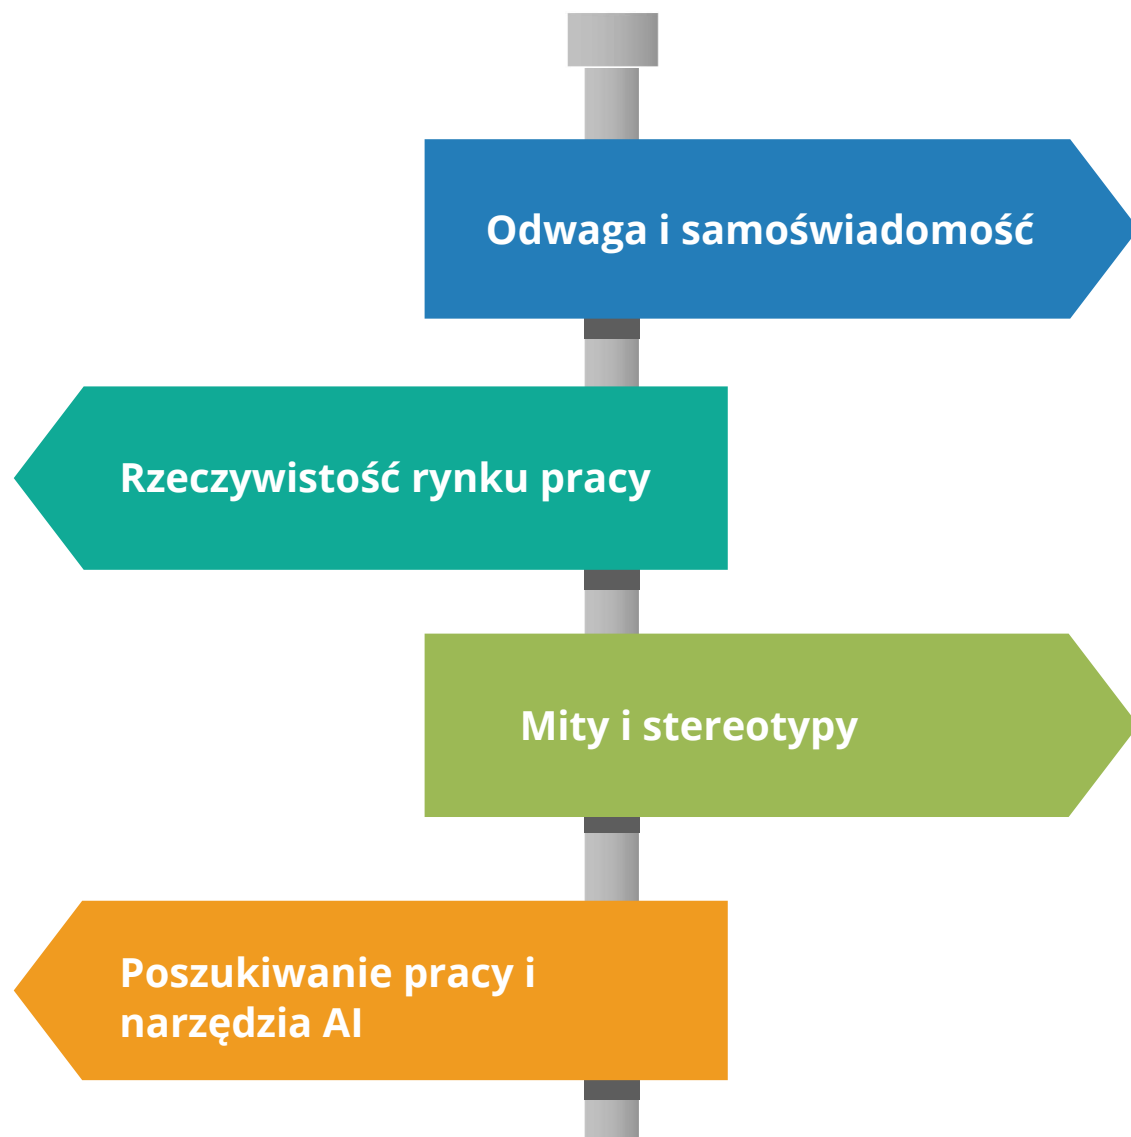 Odwaga i samoświadomość
Rzeczywistość rynku pracy
Mity i stereotypy
Poszukiwanie pracy i
narzędzia AI